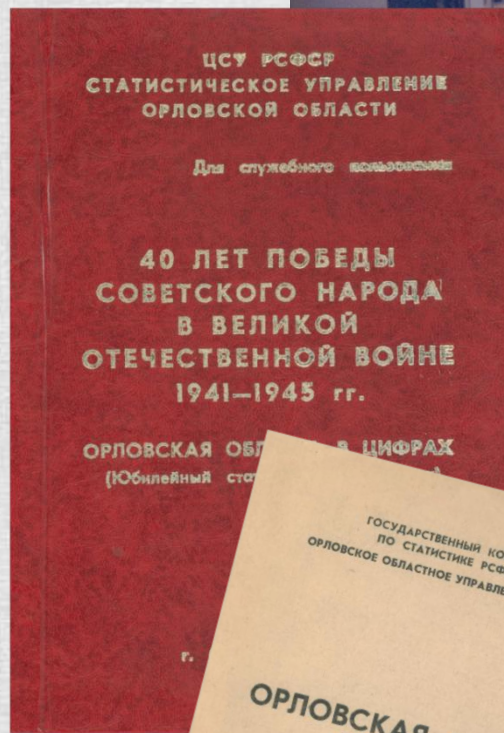 ЦСУ РСФСР
СТАТИСТИЧЕСКОЕ УПРАВЛЕНИЕ
ОРЛОВСКОЙ ОБЛАСТИ
Для служебного пользования
40 ЛЕТ ПОБЕДЫ
СОВЕТСКОГО НАРОДА
В ВЕЛИКОЙ
ОТЕЧЕСТВЕННОЙ ВОЙНЕ
1941—1945 гг.
ОРЛОВСКАЯ В ЦИФРАХ
(Юбилейный
г.
ГОСУДАРСТВЕННЫЙ
ПО СТАТИСТИКЕ
ОРЛОВСКОЕ ОБЛАСТНОЕ
ОРЛОВСКАЯ